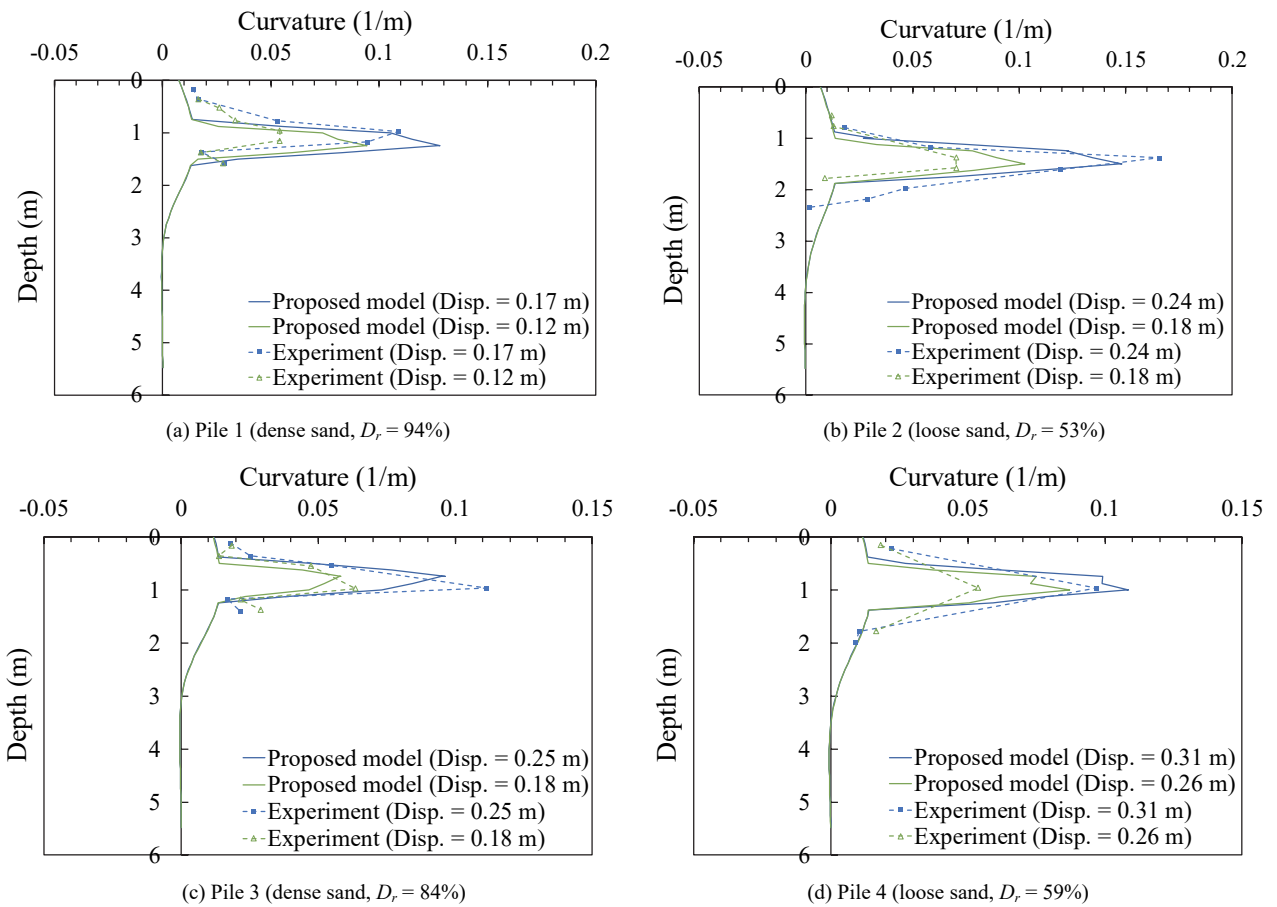 Curvature (1/m)
-0.05 0 0.05 0.1 0.15 0.2
0
1
2
3
4
5
6
Depth (m)
Proposed model (Disp. = 0.17 m)
Proposed model (Disp. = 0.12 m)
Experiment (Disp. = 0.17 m)
Experiment (Disp. = 0.12 m)
(a) Pile 1 (dense sand, Dr = 94%)
Curvature (1/m)
-0.05 0 0.05 0.1 0.15 0.2
0
1
2
3
4
5
6
Depth (m)
Proposed model (Disp. = 0.24 m)
Proposed model (Disp. = 0.18 m)
Experiment (Disp. = 0.24 m)
Experiment (Disp. = 0.18 m)
(b) Pile 2 (loose sand, Dr = 53%)
Curvature (1/m)
-0.05 0 0.05 0.1 0.15
0
1
2
3
4
5
6
Depth (m)
Proposed model (Disp. = 0.25 m)
Proposed model (Disp. = 0.18 m)
Experiment (Disp. = 0.25 m)
Experiment (Disp. = 0.18 m)
(c) Pile 3 (dense sand, Dr = 84%)
Curvature (1/m)
-0.05 0 0.05 0.1 0.15
0
1
2
3
4
5
6
Depth (m)
Proposed model (Disp. = 0.31 m)
Proposed model (Disp. = 0.26 m)
Experiment (Disp. = 0.31 m)
Experiment (Disp. = 0.26 m)
(d) Pile 4 (loose sand, Dr = 59%)